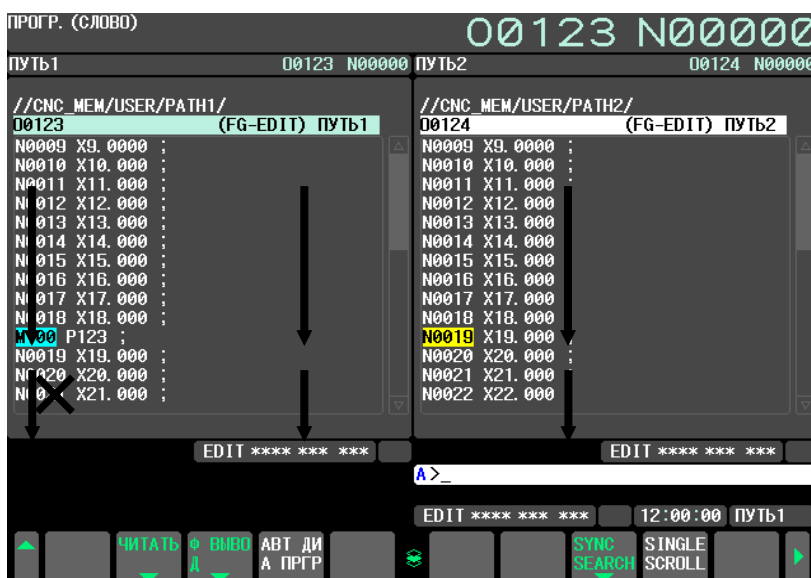 ПРОГР. (СЛОВО)
O0123 N00000
ПУТЬ1 O0123 N00000
//CNC_MEM/USER/PATH1/
O0123 (FG-EDIT) ПУТЬ1
N0009 X9.0000 ;
N0010 X10.000 ;
N0011 X11.000 ;
N0012 X12.000 ;
N0013 X13.000 ;
N0014 X14.000 ;
N0015 X15.000 ;
N0016 X16.000 ;
N0017 X17.000 ;
N0018 X18.000 ;
P123 ;
N0019 X19.000 ;
N0020 X20.000 ;
X21.000 ;
EDIT **** *** ***
ПУТЬ2 O0124 N00000
//CNC_MEM/USER/PATH2/
O0124 (FG-EDIT) ПУТЬ2
N0009 X9.0000 ;
N0010 X10.000 ;
N0011 X11.000 ;
N0012 X12.000
N0013 X13.000
N0014 X14.000
N0015 X15.000
N0016 X16.000
N0017 X17.000
N0018 X18.000
N0019 X19.000 ;
N0020 X20.000 ;
N0021 X21.000 ;
N0022 X22.000
EDIT **** *** ***
A>_
EDIT **** *** *** 12:00:00 ПУТЬ1
ЧИТАТЬ
Ф ВЫВО
Д
АВТ ДИ
А ПРГР
SYNC
SEARCH
SINGLE
SCROLL